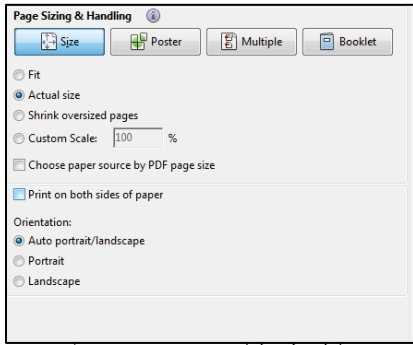 Page Sizing & Handling
Size Poster Multiple Booklet
Fit
Actual size
Shrink oversized pages
Custom Scale: 100 %
Choose paper source by PDF page size
Print on both sides of paper
Orientation:
Auto portrait/landscape
Portrait
Landscape